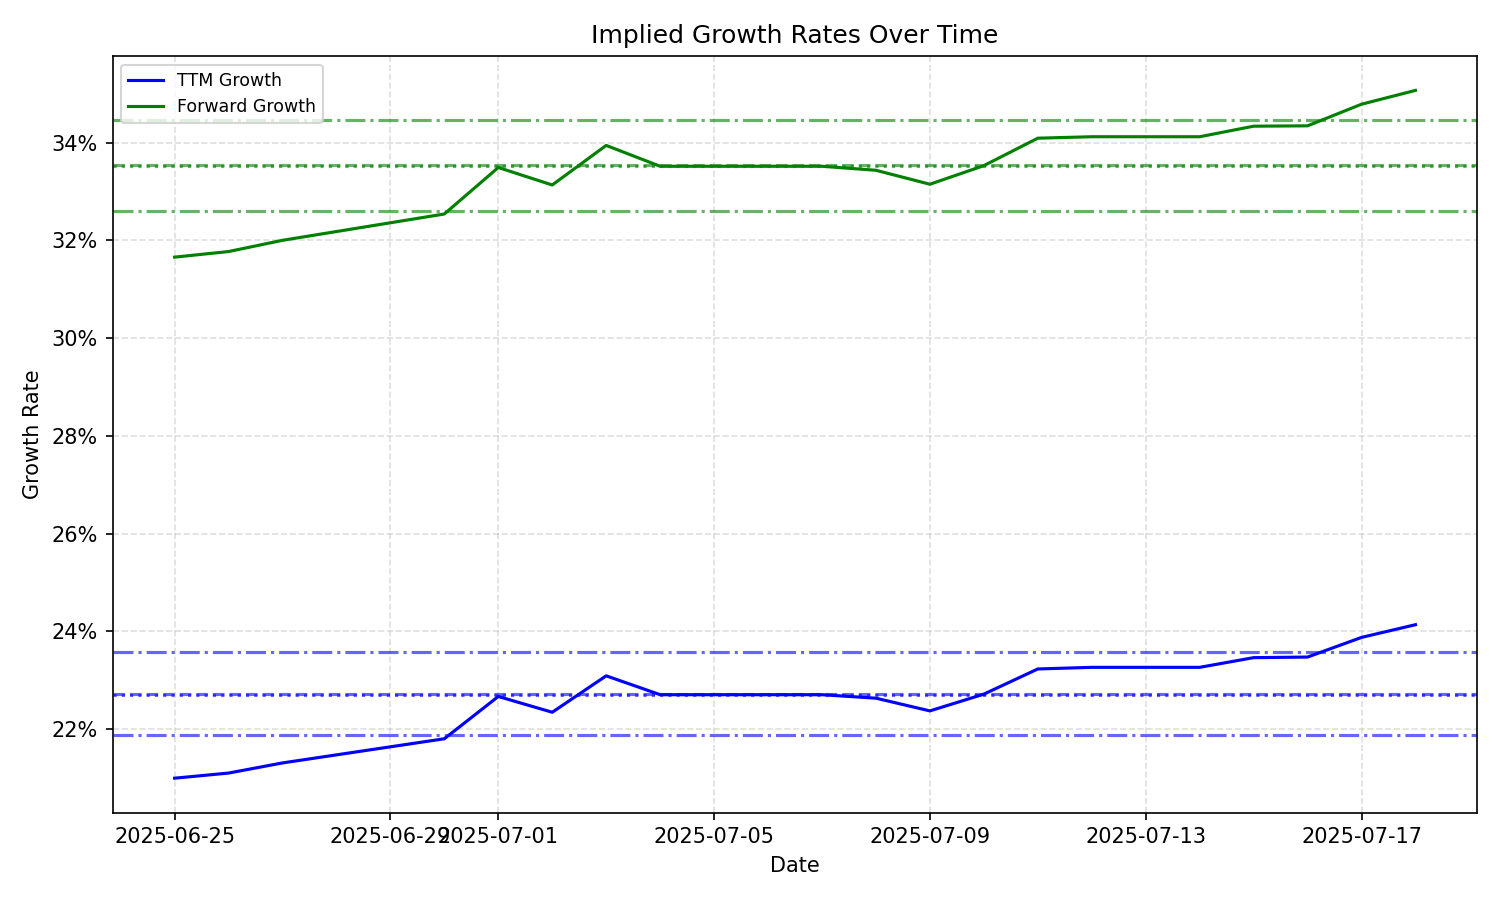 Implied Growth Rates Over Time
TTM Growth
Forward Growth
34%
32%
30%
28%
26%
24%
22%
Growth Rate
2025-06-25
2025-06-29
2025-07-01
2025-07-05
2025-07-09
2025-07-13
2025-07-17
Date